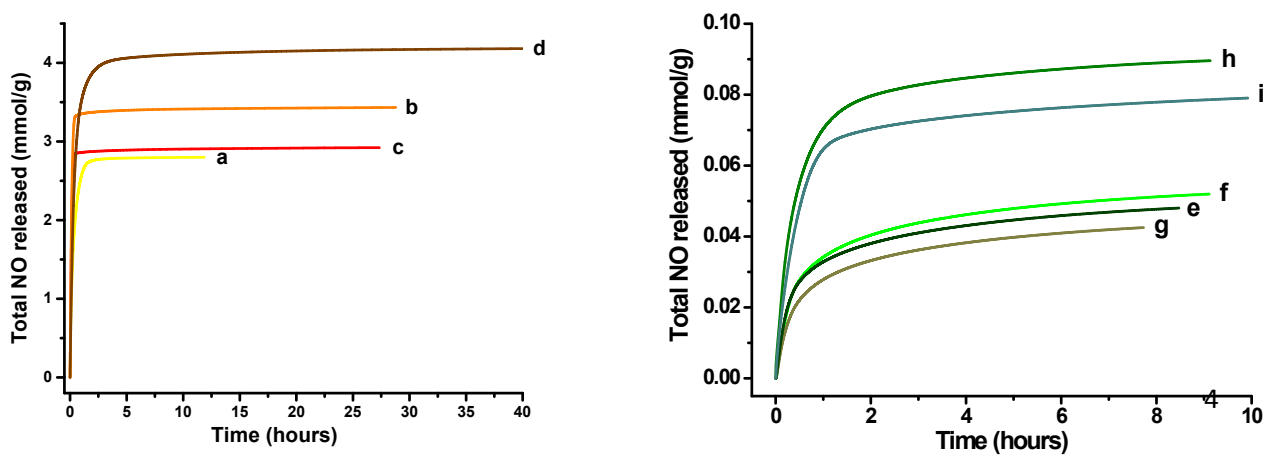 Total NO released (mmol/g)
4
3
2
1
0
d
b
c
a
0 5 10 15 20 25 30 35 40
Time (hours)
Total NO released (mmol/g)
0.10
0.08
0.06
0.04
0.02
0.00
h
i
f
e
g
4
0 2 4 6 8 10
Time (hours)